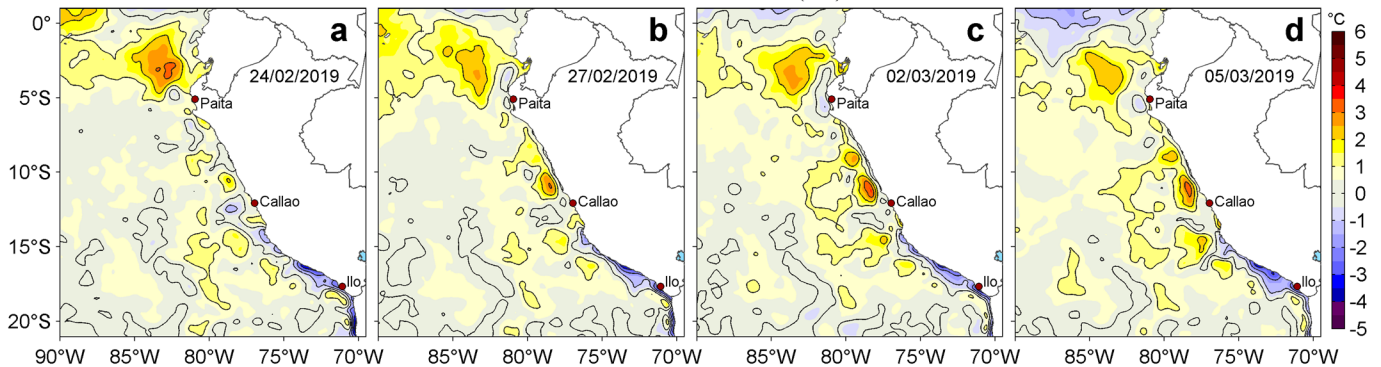 a
b
c
d
°C
24/02/2019
27/02/2019
02/03/2019
05/03/2019
0°
5°S
10°S
15°S
20°S
Paita
Callao
Ilo
Paita
Callao
Ilo
Paita
Callao
Ilo
Paita
Callao
Ilo
90°W 85°W 80°W 75°W 70°W
85°W 80°W 75°W 70°W
85°W 80°W 75°W 70°W
85°W 80°W 75°W 70°W
6
5
4
3
2
1
0
-1
-2
-3
-4
-5